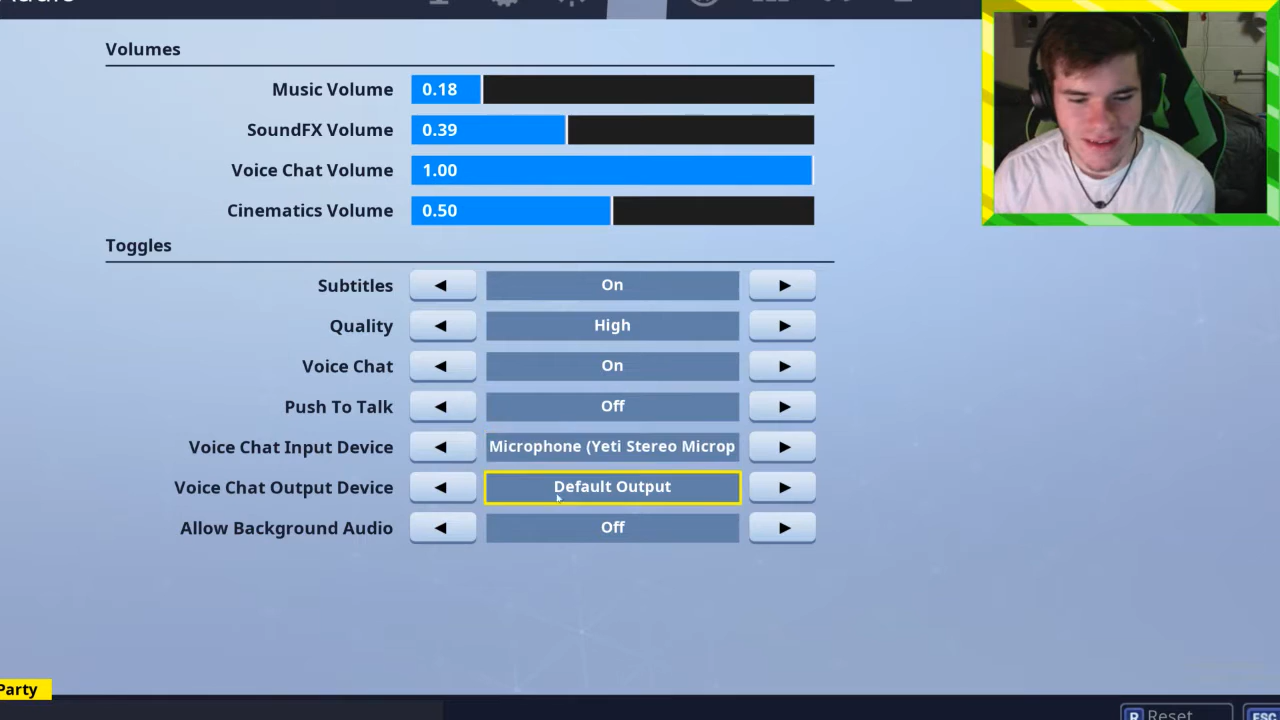 Volumes
Music Volume 0.18
SoundFX Volume 0.39
Voice Chat Volume 1.00
Cinematics Volume 0.50
Toggles
Subtitles On
Quality High
Voice Chat On
Push To Talk Off
Voice Chat Input Device Microphone (Yeti Stereo Microp
Voice Chat Output Device Default Output
Allow Background Audio Off
Party
R Reset ESC